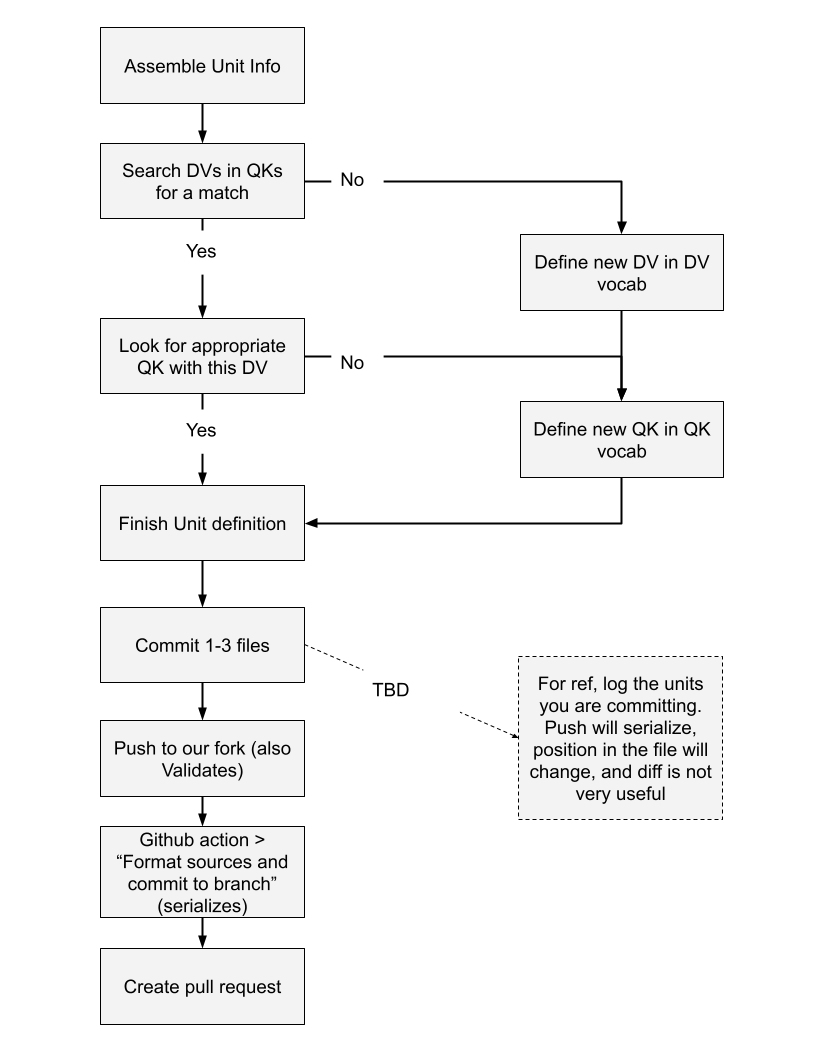 Assemble Unit Info
Search DVs in QKs
for a match
No
Yes
Define new DV in DV
vocab
Look for appropriate
QK with this DV
No
Yes
Define new QK in QK
vocab
Finish Unit definition
Commit 1-3 files
TBD
For ref, log the units
you are committing.
Push will serialize,
position in the file will
change, and diff is not
very useful
Push to our fork (also
Validates)
Github action >
“Format sources and
commit to branch”
(serializes)
Create pull request